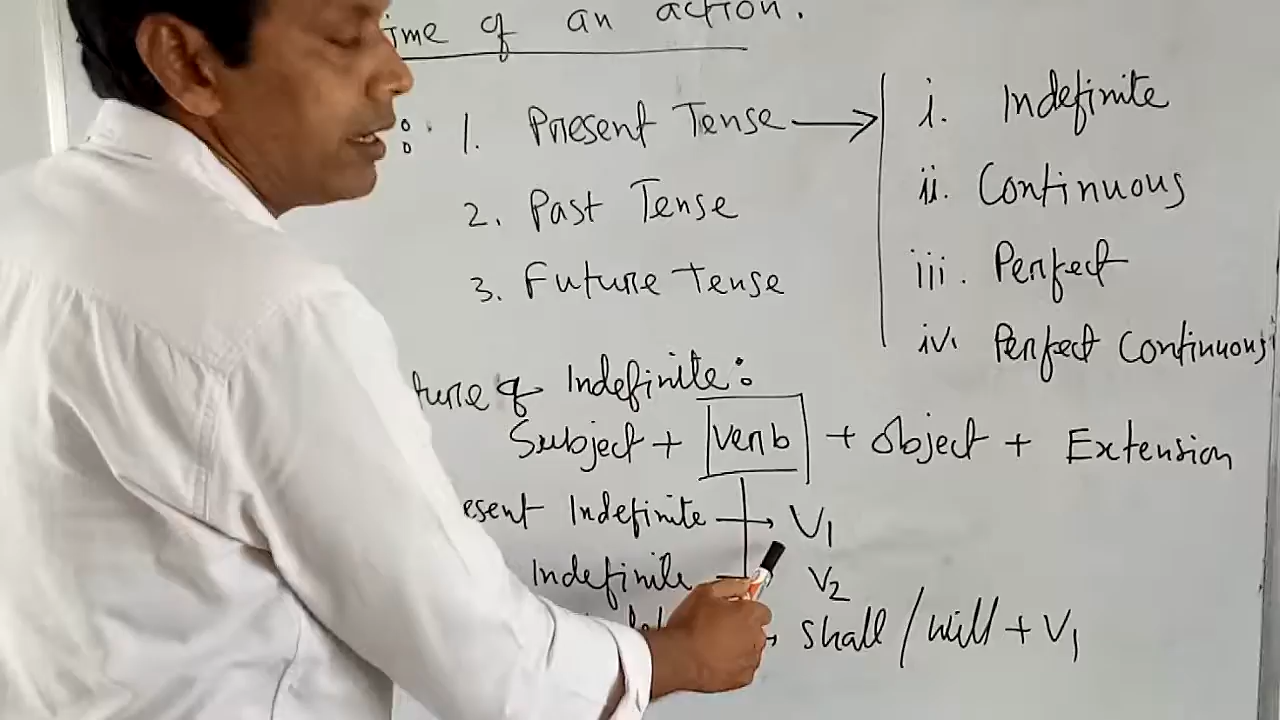 of an action.
: 1. Present Tense →
2. Past Tense
3. Future Tense
i. Indefinite
ii. Continuous
iii. Perfect
iv. Perfect Continuous
of Indefinite:
Subject + verb + Object + Extension
Indefinite → V1
Indefinite → V2
→ shall / will + V1